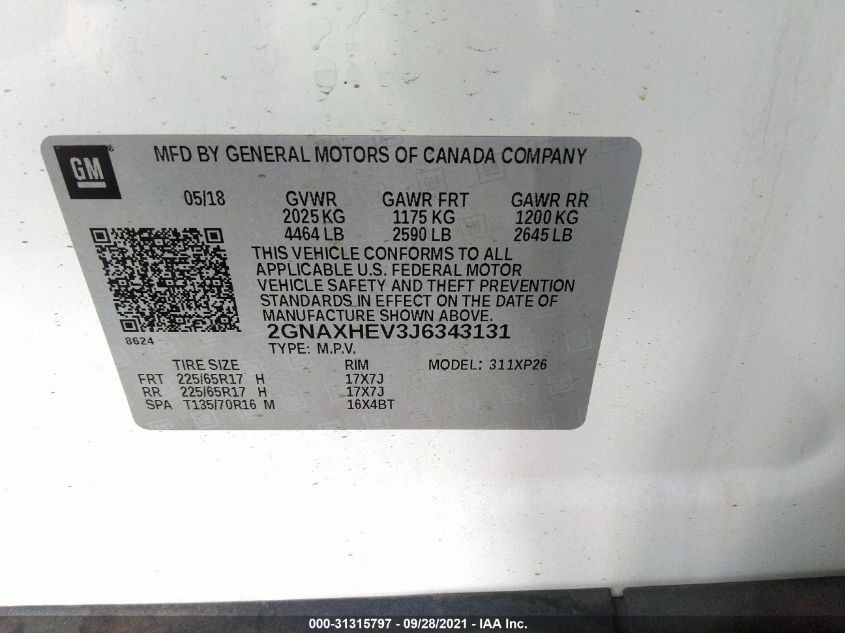 GM
MFD BY GENERAL MOTORS OF CANADA COMPANY
05/18 GVWR GAWR FRT GAWR RR
2025 KG 1175 KG 1200 KG
4464 LB 2590 LB 2645 LB
THIS VEHICLE CONFORMS TO ALL
APPLICABLE U.S. FEDERAL MOTOR
VEHICLE SAFETY AND THEFT PREVENTION
STANDARDS IN EFFECT ON THE DATE OF
MANUFACTURE SHOWN ABOVE.
8624 2GNAXHEV3J6343131
TYPE: M.P.V.
TIRE SIZE RIM MODEL: 311XP26
FRT 225/65R17 H 17X7J
RR 225/65R17 H 17X7J
SPA T135/70R16 M 16X4BT
000-31315797 - 09/28/2021 - IAA Inc.